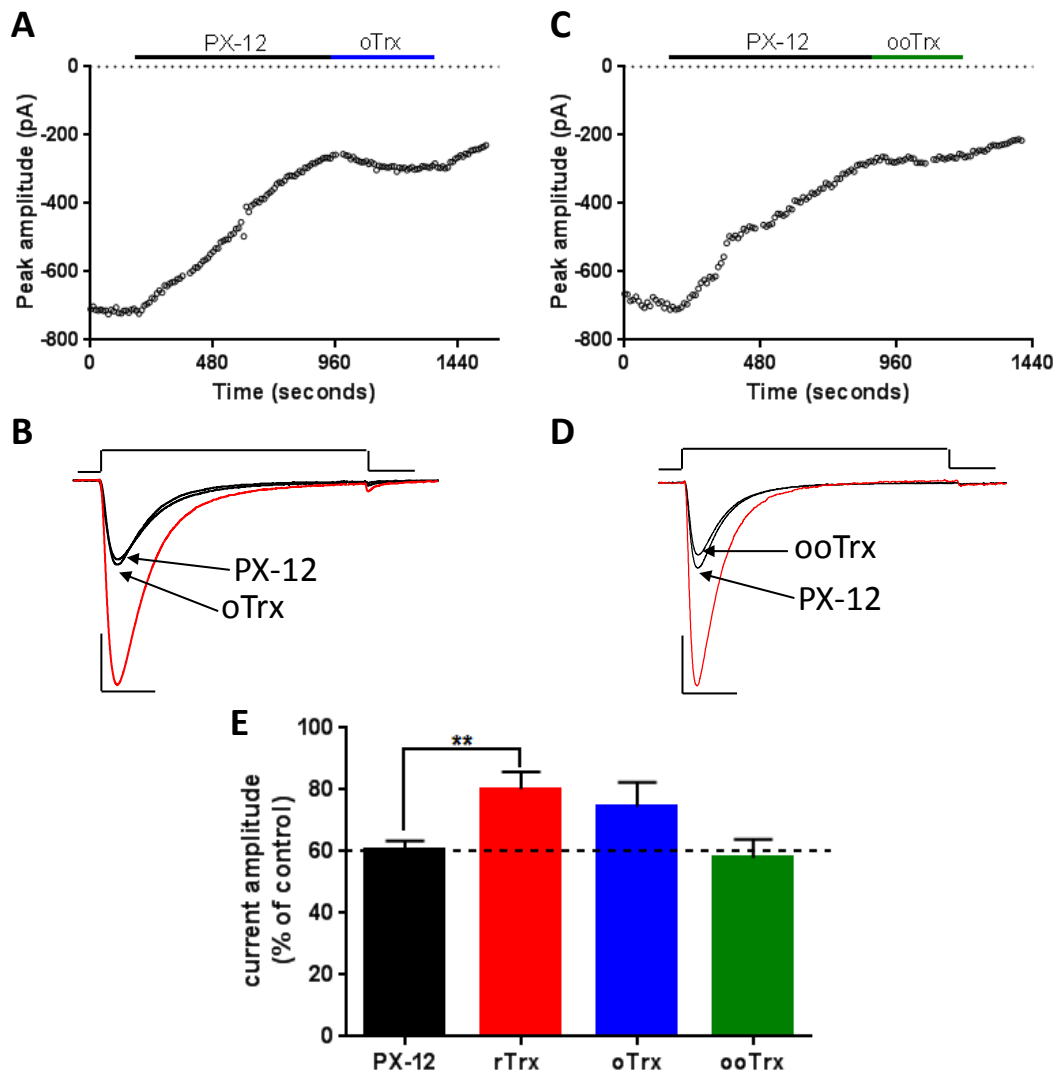 A
PX-12 oTrx
0
-200
-400
-600
-800
Peak amplitude (pA)
0 480 960 1440
Time (seconds)
C
PX-12 ooTrx
0
-200
-400
-600
-800
Peak amplitude (pA)
0 480 960 1440
Time (seconds)
B
PX-12
oTrx
D
ooTrx
PX-12
E
**
100
80
60
40
20
0
current amplitude
(% of control)
PX-12 rTrx oTrx ooTrx